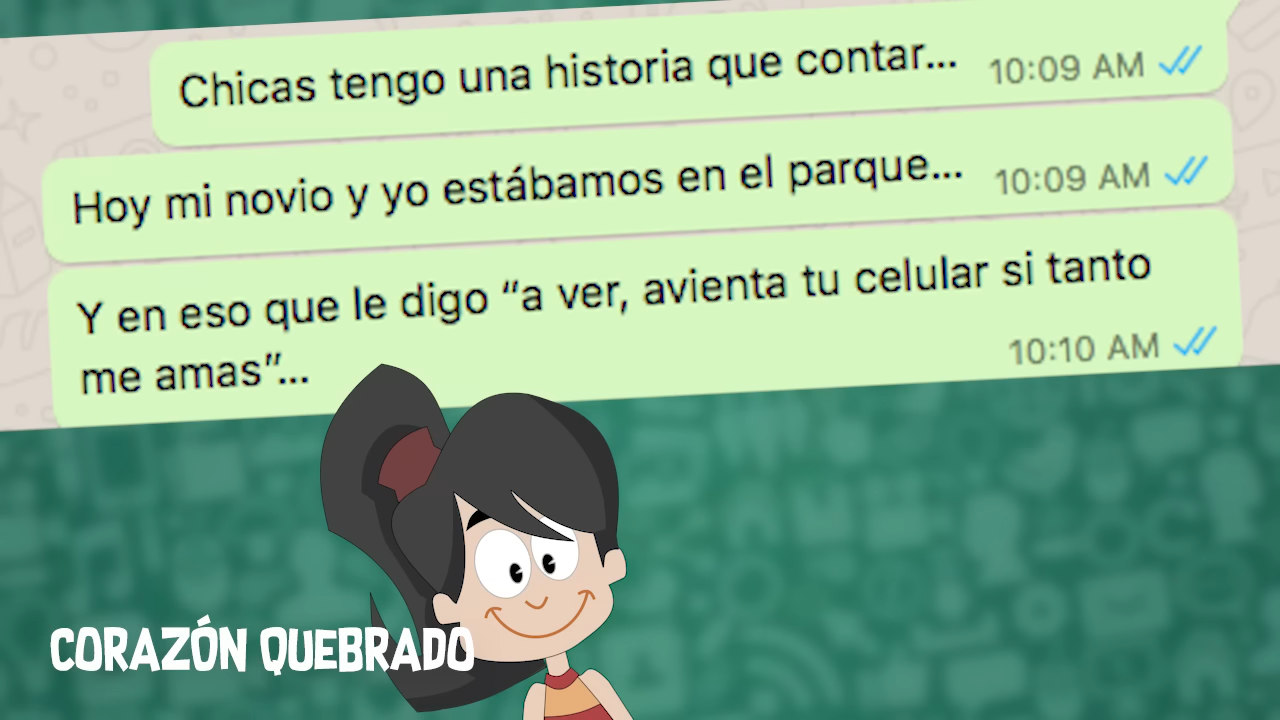 Chicas tengo una historia que contar... 10:09 AM
Hoy mi novio y yo estábamos en el parque... 10:09 AM
Y en eso que le digo “a ver, avienta tu celular si tanto
me amas”... 10:10 AM
CORAZÓN QUEBRADO